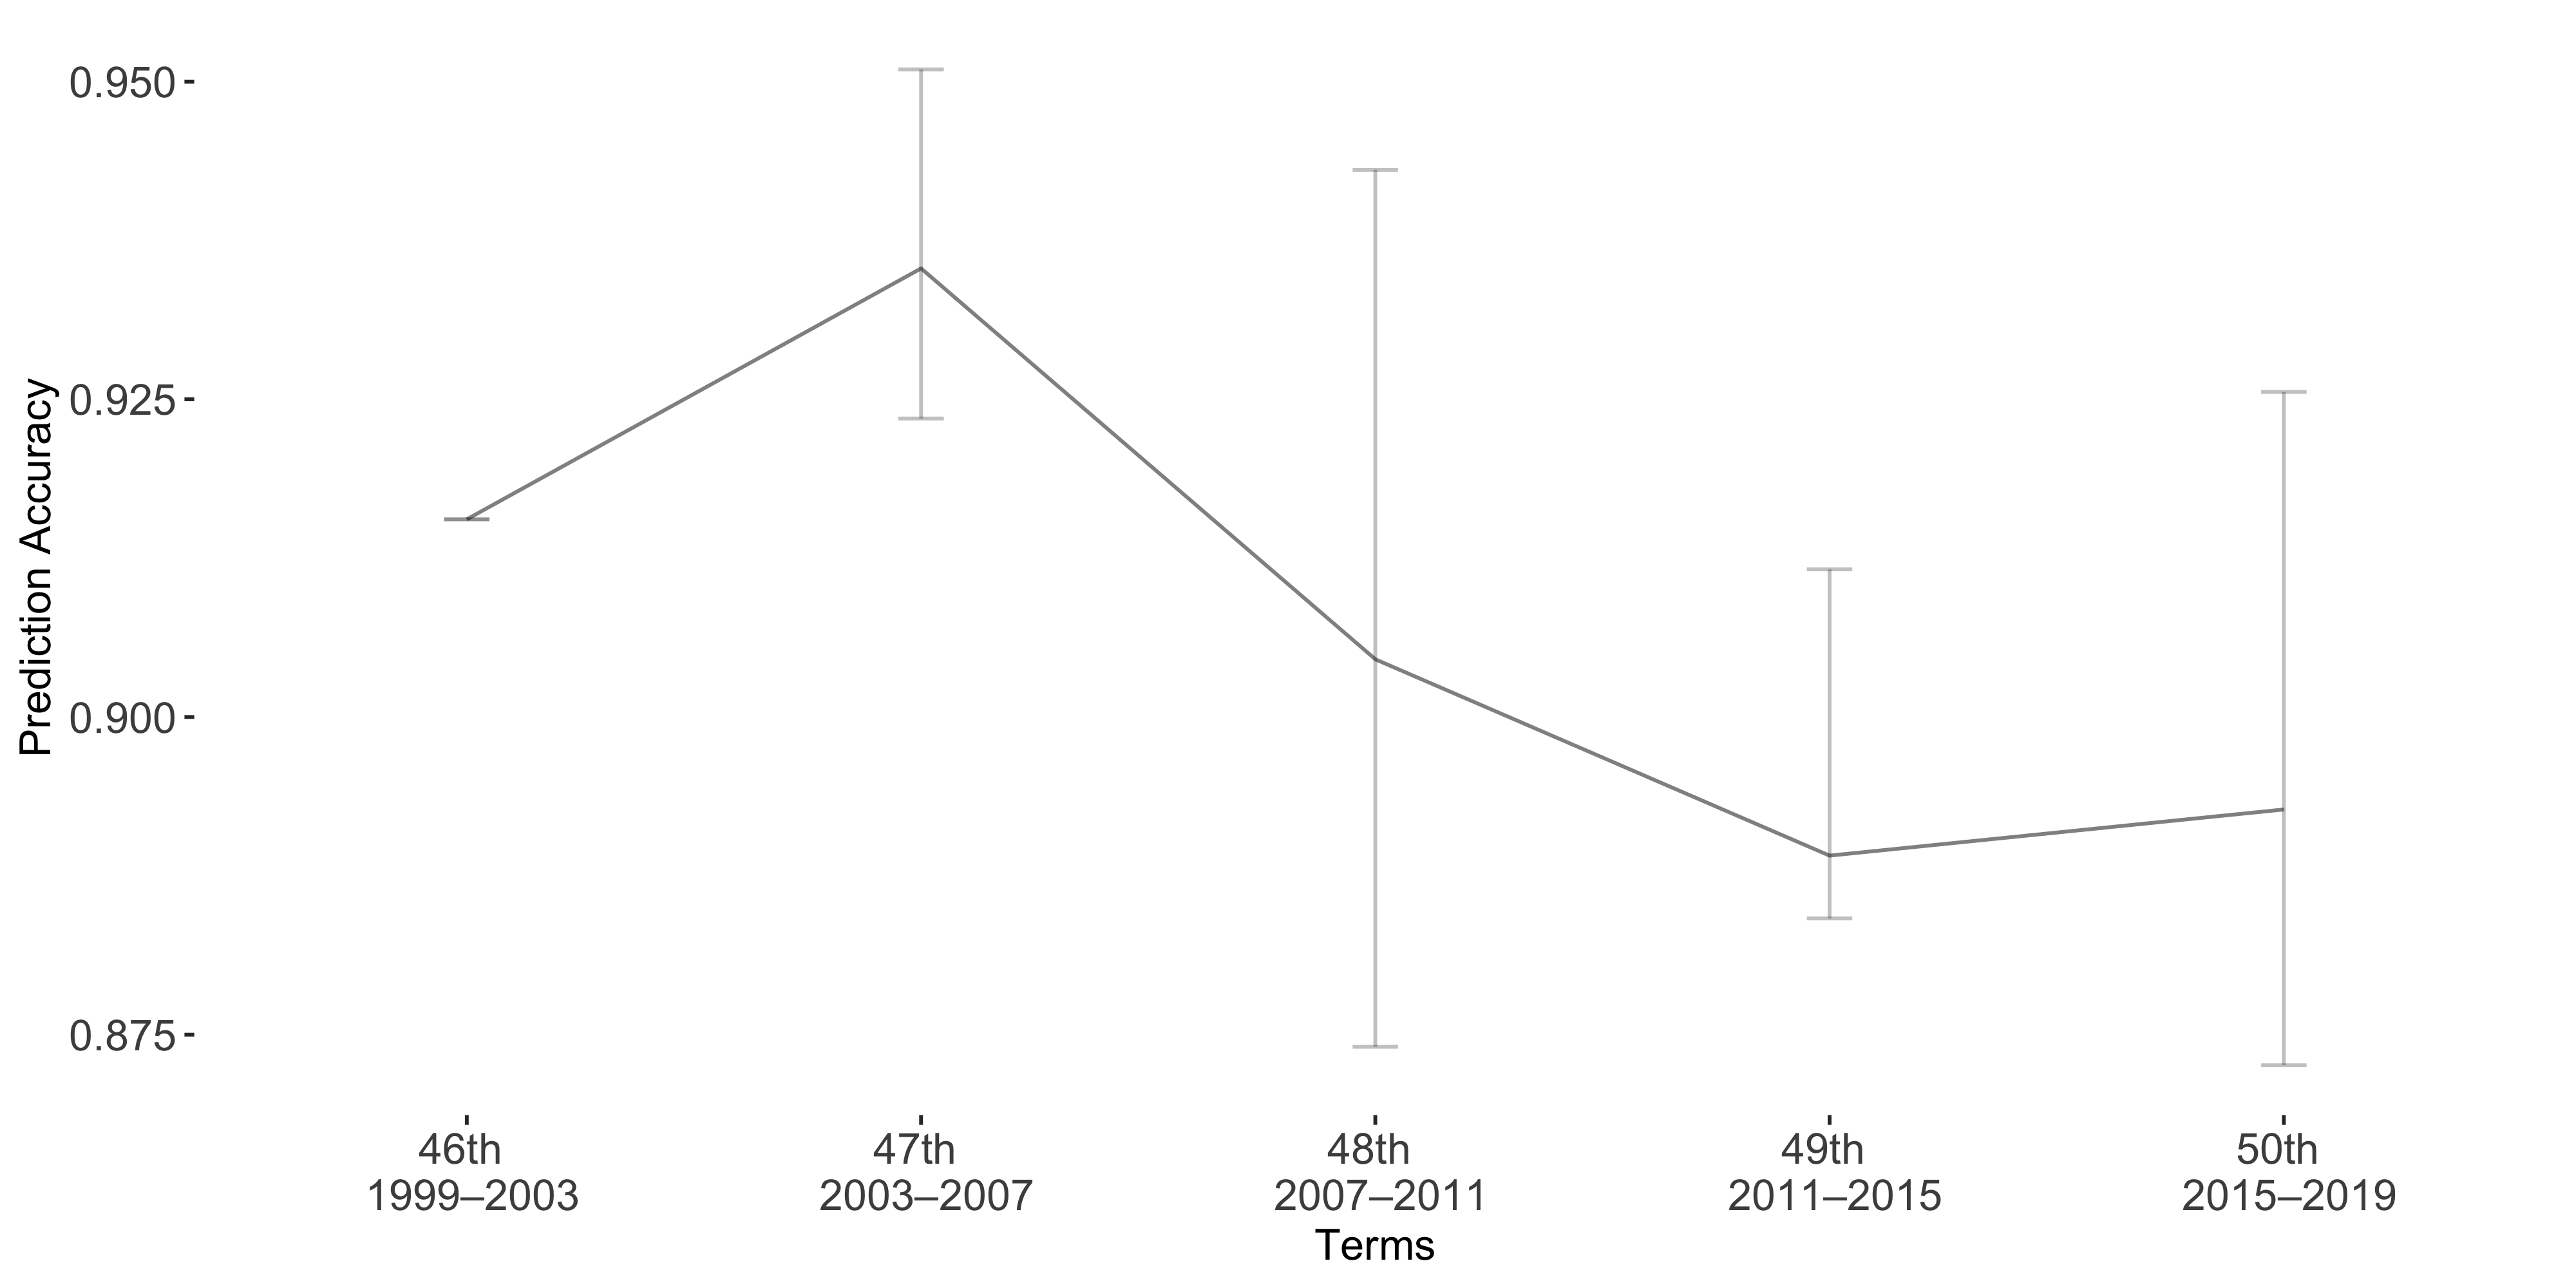 Prediction Accuracy
0.950
0.925
0.900
0.875
46th
1999–2003
47th
2003–2007
48th
2007–2011
49th
2011–2015
50th
2015–2019
Terms